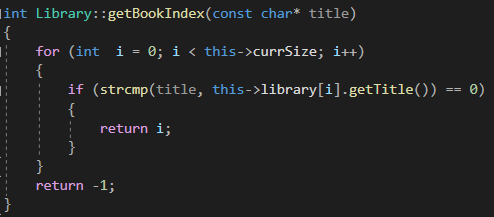 int Library::getBookIndex(const char* title)
{
    for (int  i = 0; i < this->currSize; i++)
    {
        if (strcmp(title, this->library[i].getTitle()) == 0)
        {
            return i;
        }
    }
    return -1;
}